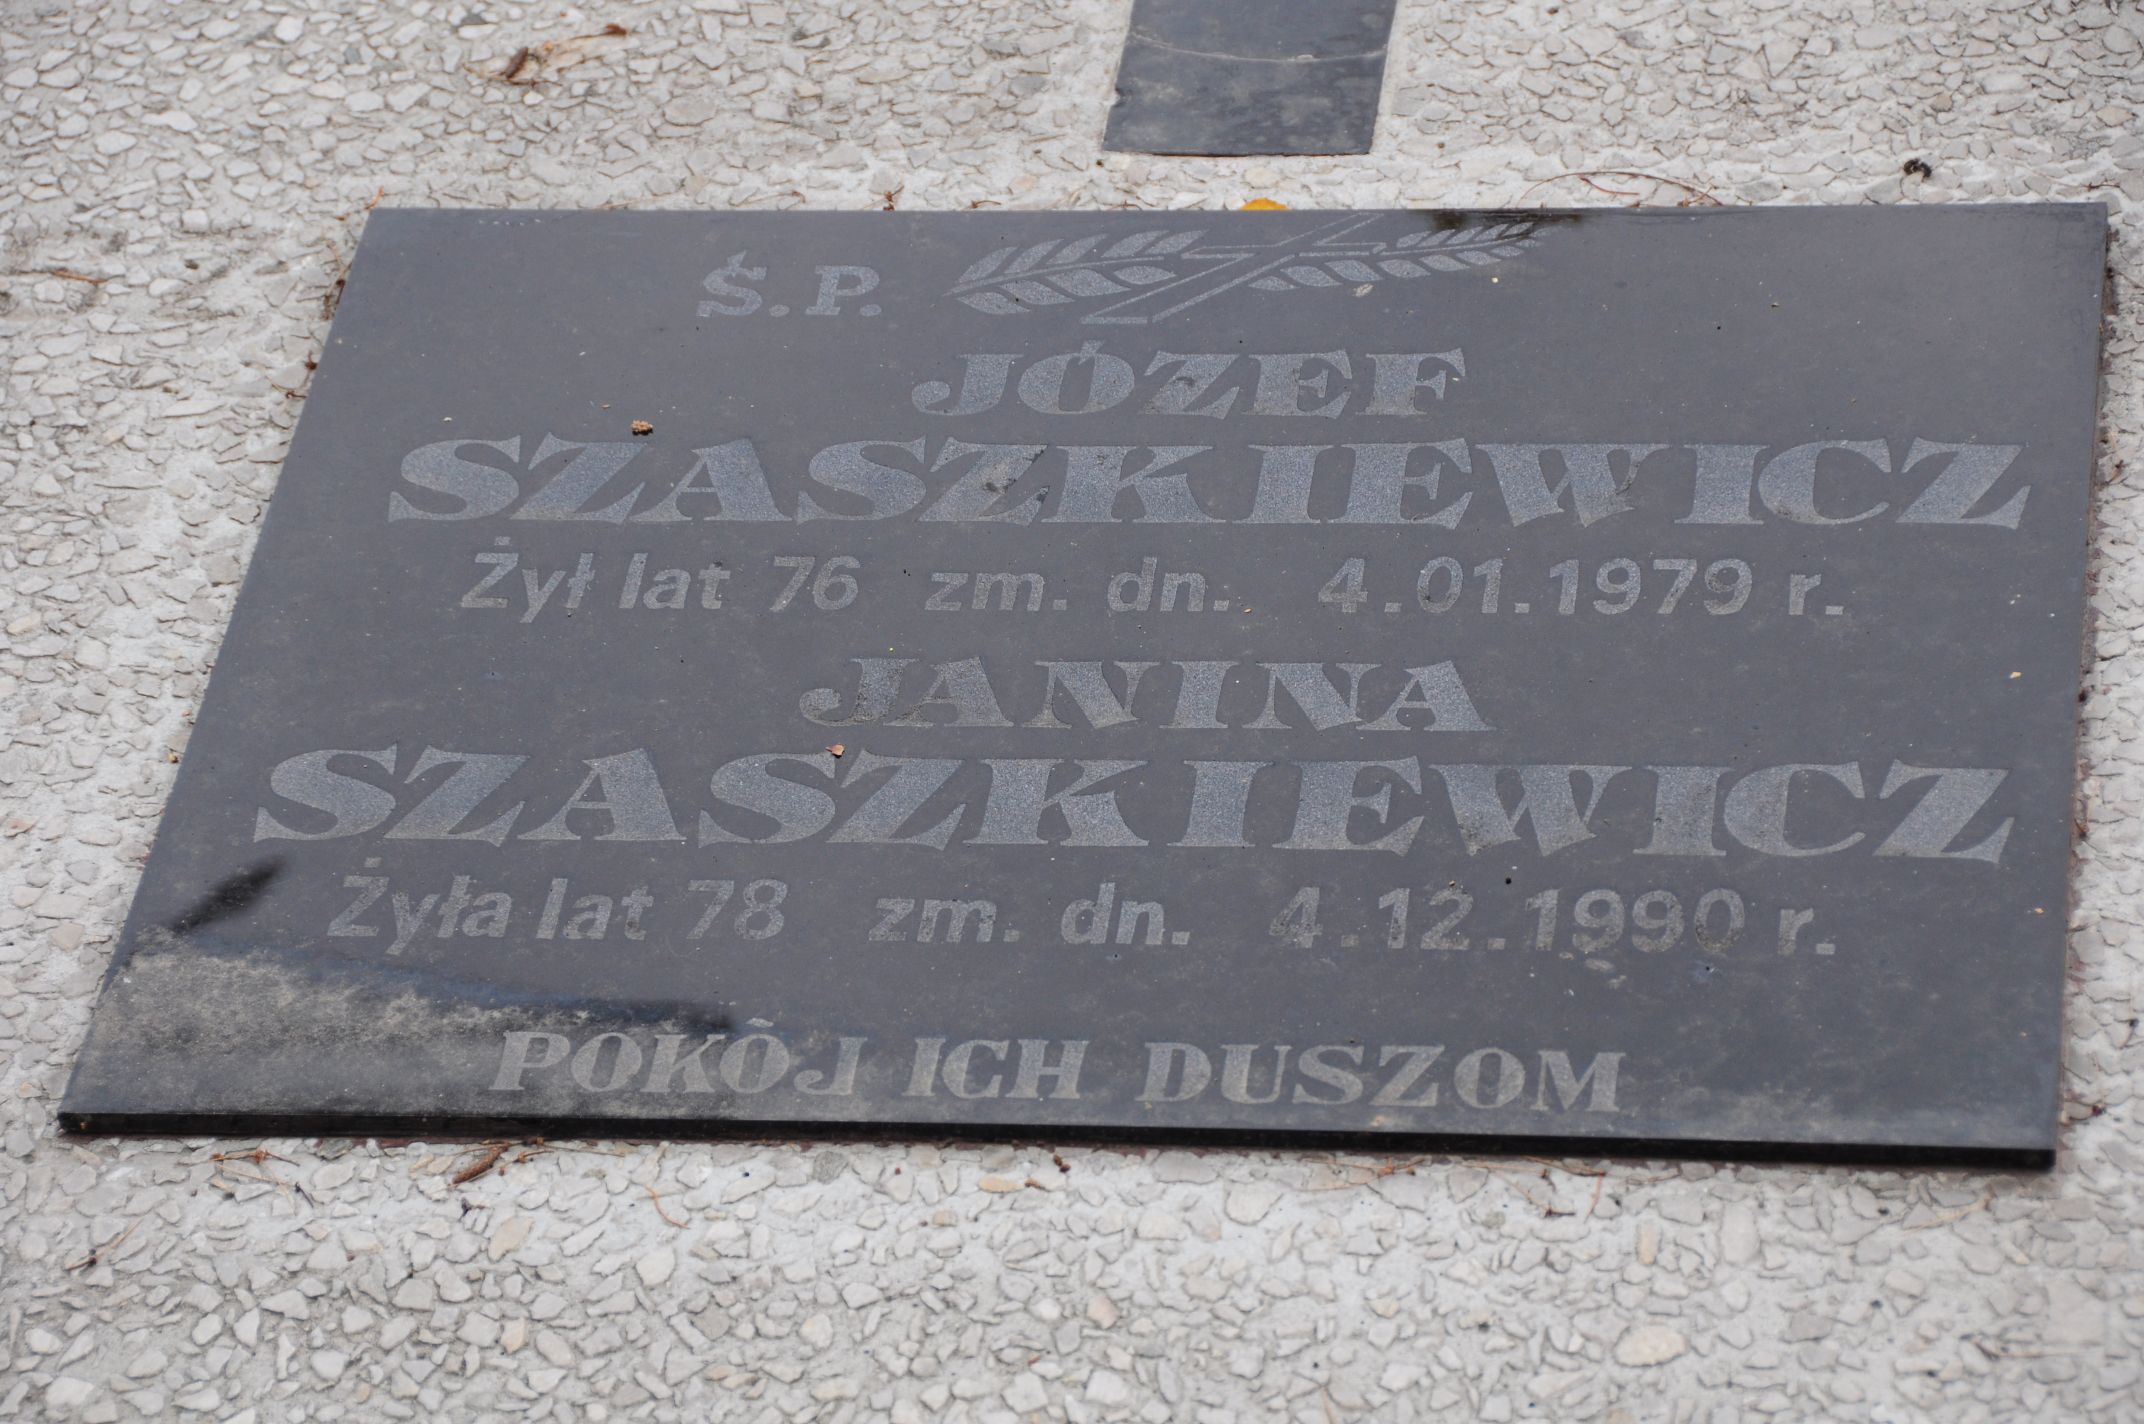 Ś.P.
JÓZEF
SZASZKIEWICZ
Żył lat 76 zm. dn. 4.01.1979 r.
JANINA
SZASZKIEWICZ
Żyła lat 78 zm. dn. 4.12.1990 r.
POKÓJ ICH DUSZOM